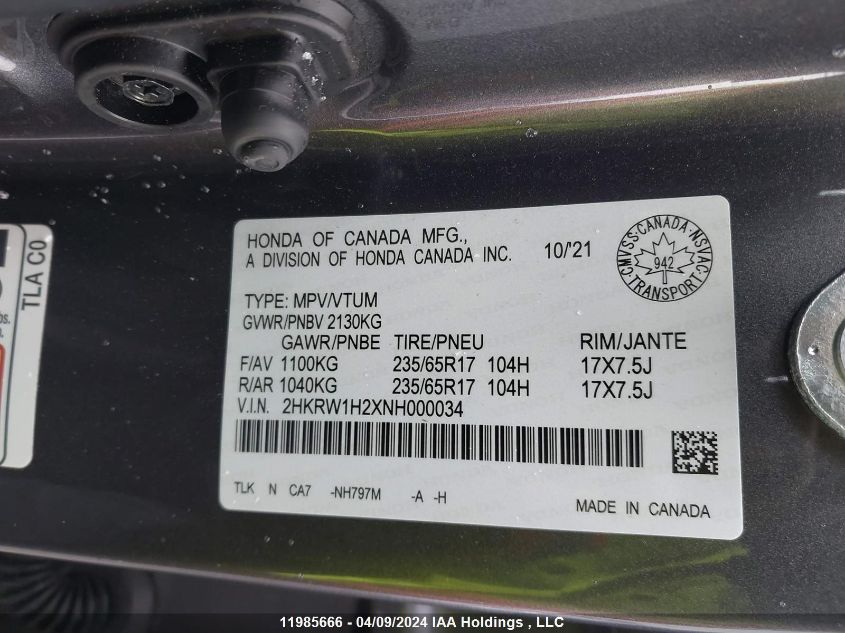 HONDA OF CANADA MFG.,
A DIVISION OF HONDA CANADA INC. 10/'21
CMVSS·CANADA·NSVAC
942
TRANSPORT
TYPE: MPV/VTUM
GVWR/PNBV 2130KG
GAWR/PNBE TIRE/PNEU RIM/JANTE
F/AV 1100KG 235/65R17 104H 17X7.5J
R/AR 1040KG 235/65R17 104H 17X7.5J
V.I.N. 2HKRW1H2XNH000034
TLK N CA7 -NH797M -A -H
MADE IN CANADA
TLA C0
11985666 - 04/09/2024 IAA Holdings , LLC